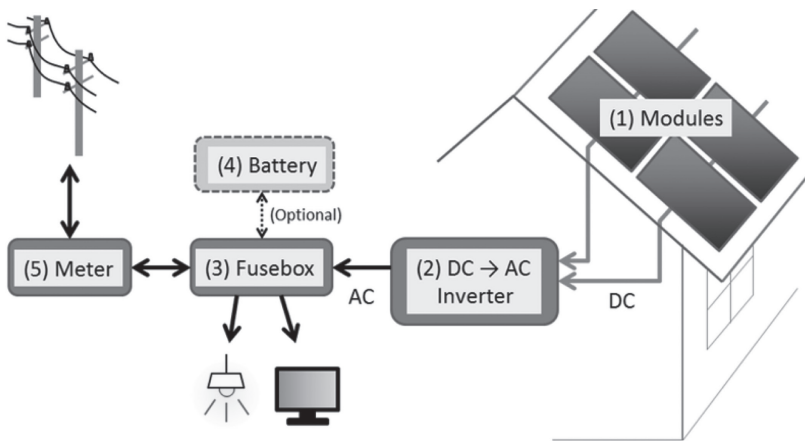 (1) Modules
(4) Battery
(Optional)
(5) Meter
(3) Fusebox
AC
(2) DC → AC
Inverter
DC